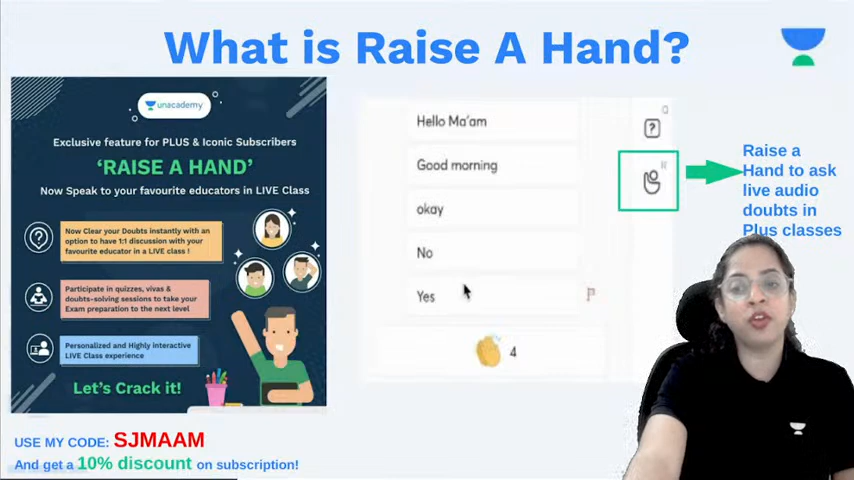 What is Raise A Hand?
unacademy
Exclusive feature for PLUS & Iconic Subscribers
'RAISE A HAND'
Now Speak to your favourite educators in LIVE Class
Now Clear your Doubts instantly with an
option to have 1:1 discussion with your
favourite educator in a LIVE class !
Participate in quizzes, vivas &
doubts-solving sessions to take your
Exam preparation to the next level
Personalized and Highly interactive
LIVE Class experience
Let's Crack it!
Hello Ma'am
Good morning
okay
No
Yes
4
Raise a
Hand to ask
live audio
doubts in
Plus classes
USE MY CODE: SJMAAM
And get a 10% discount on subscription!